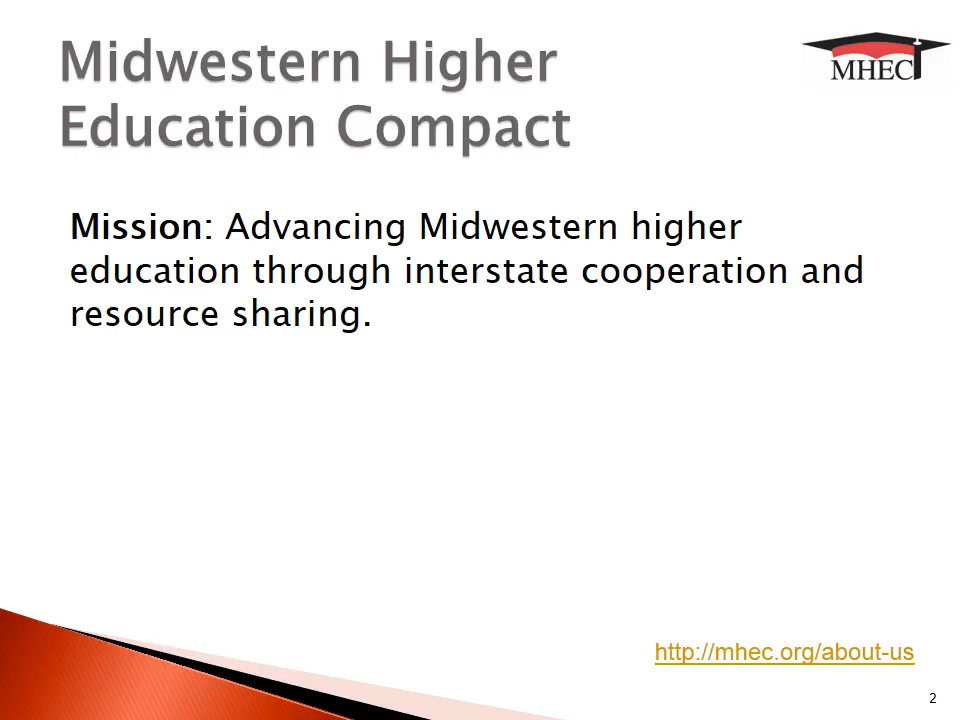 Midwestern Higher
Education Compact
MHEC
Mission: Advancing Midwestern higher
education through interstate cooperation and
resource sharing.
http://mhec.org/about-us
2